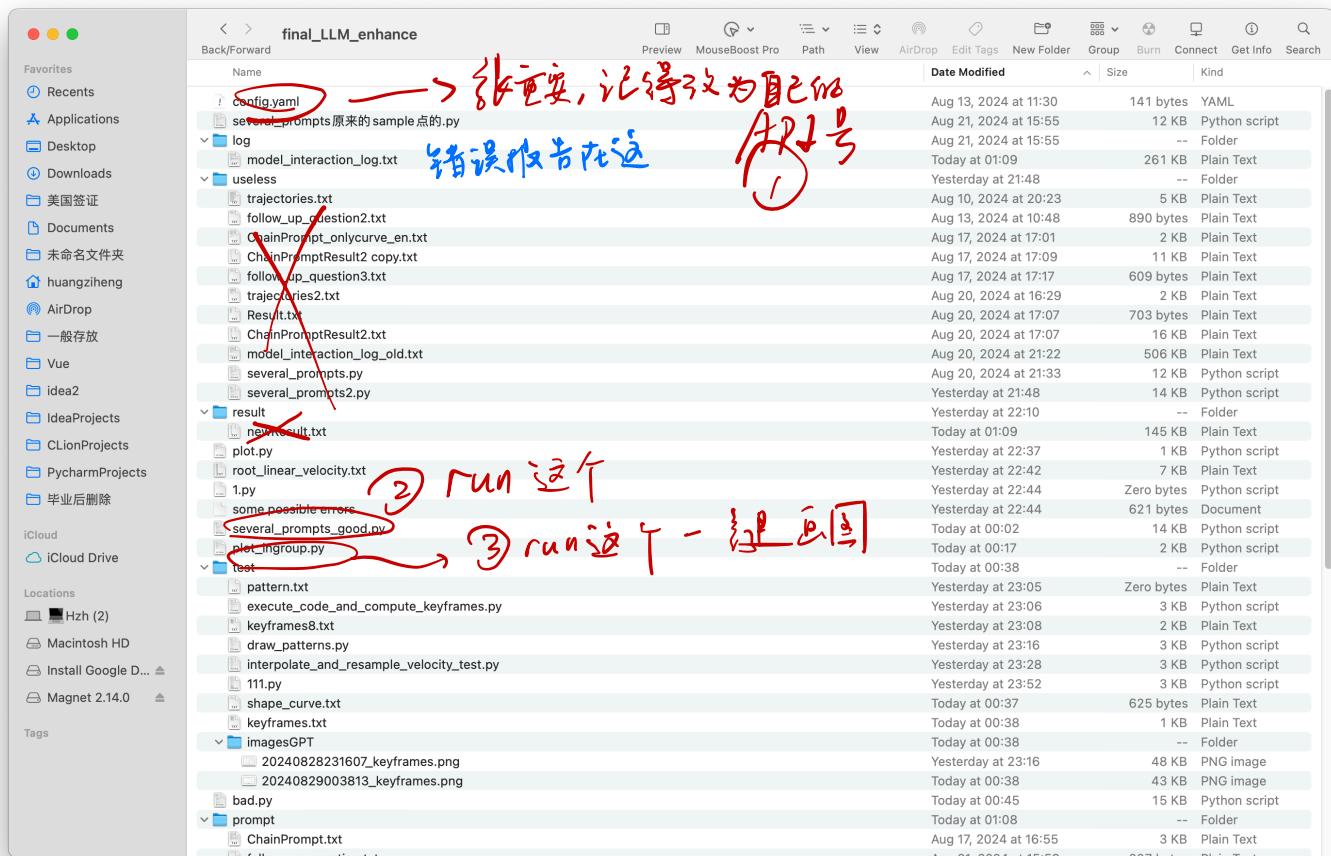 final_LLM_enhance
Back/Forward
Preview MouseBoost Pro Path View AirDrop Edit Tags New Folder Group Burn Connect Get Info Search
Favorites
Recents
Applications
Desktop
Downloads
美国签证
Documents
未命名文件夹
huangziheng
AirDrop
一般存放
Vue
idea2
IdeaProjects
CLionProjects
PycharmProjects
毕业后删除
iCloud
iCloud Drive
Locations
Hzh (2)
Macintosh HD
Install Google D...
Magnet 2.14.0
Tags
Name Date Modified Size Kind
config.yaml Aug 13, 2024 at 11:30 141 bytes YAML
记得改为自己的
API号
①
several_prompts原来的sample点的.py Aug 21, 2024 at 15:55 12 KB Python script
log Aug 21, 2024 at 15:55 -- Folder
model_interaction_log.txt Today at 01:09 261 KB Plain Text
错误报告在这
useless Yesterday at 21:48 -- Folder
trajectories.txt Aug 10, 2024 at 20:23 5 KB Plain Text
follow_up_question2.txt Aug 13, 2024 at 10:48 890 bytes Plain Text
ChainPrompt_onlycurve_en.txt Aug 17, 2024 at 17:01 2 KB Plain Text
ChainPromptResult2 copy.txt Aug 17, 2024 at 17:09 11 KB Plain Text
follow_up_question3.txt Aug 17, 2024 at 17:17 609 bytes Plain Text
trajectories2.txt Aug 20, 2024 at 16:29 2 KB Plain Text
Result.txt Aug 20, 2024 at 17:07 703 bytes Plain Text
ChainPromptResult2.txt Aug 20, 2024 at 17:07 16 KB Plain Text
model_interaction_log_old.txt Aug 20, 2024 at 21:22 506 KB Plain Text
several_prompts.py Aug 20, 2024 at 21:33 12 KB Python script
several_prompts2.py Yesterday at 21:48 14 KB Python script
result Yesterday at 22:10 -- Folder
newResult.txt Today at 01:09 145 KB Plain Text
plot.py Yesterday at 22:37 1 KB Python script
root_linear_velocity.txt Yesterday at 22:42 7 KB Plain Text
1.py Yesterday at 22:44 Zero bytes Python script
② run 这个
some possible errors Yesterday at 22:44 621 bytes Document
several_prompts_good.py Today at 00:02 14 KB Python script
plot_ingroup.py Today at 00:17 2 KB Python script
③ run这个一键画图
test Today at 00:38 -- Folder
pattern.txt Yesterday at 23:05 Zero bytes Plain Text
execute_code_and_compute_keyframes.py Yesterday at 23:06 3 KB Python script
keyframes8.txt Yesterday at 23:08 2 KB Plain Text
draw_patterns.py Yesterday at 23:16 3 KB Python script
interpolate_and_resample_velocity_test.py Yesterday at 23:28 3 KB Python script
111.py Yesterday at 23:52 3 KB Python script
shape_curve.txt Today at 00:37 625 bytes Plain Text
keyframes.txt Today at 00:38 1 KB Plain Text
imagesGPT Today at 00:38 -- Folder
20240828231607_keyframes.png Yesterday at 23:16 48 KB PNG image
20240829003813_keyframes.png Today at 00:38 43 KB PNG image
bad.py Today at 00:45 15 KB Python script
prompt Today at 01:08 -- Folder
ChainPrompt.txt Aug 17, 2024 at 16:55 3 KB Plain Text